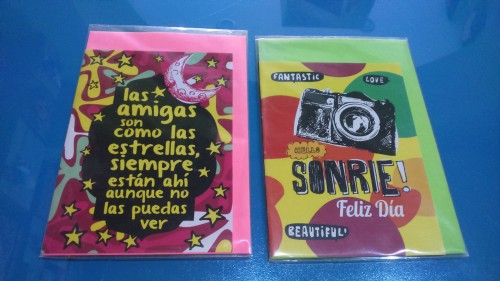 las
amigas
son
como las
estrellas,
siempre
están ahí
aunque no
las puedas
ver
FANTASTIC
LOVE
HELLO
SONRIE!
Feliz Día
BEAUTIFUL!